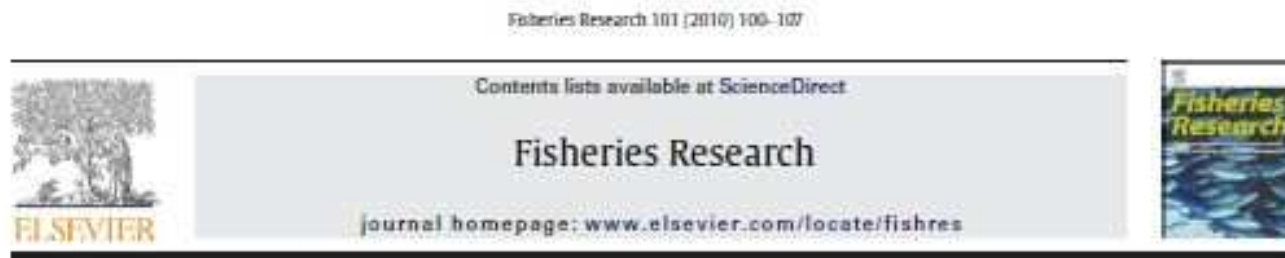 Fisheries Research 101 (2010) 100–107
Contents lists available at ScienceDirect
Fisheries Research
journal homepage: www.elsevier.com/locate/fishres
ELSEVIER
Fisheries
Research